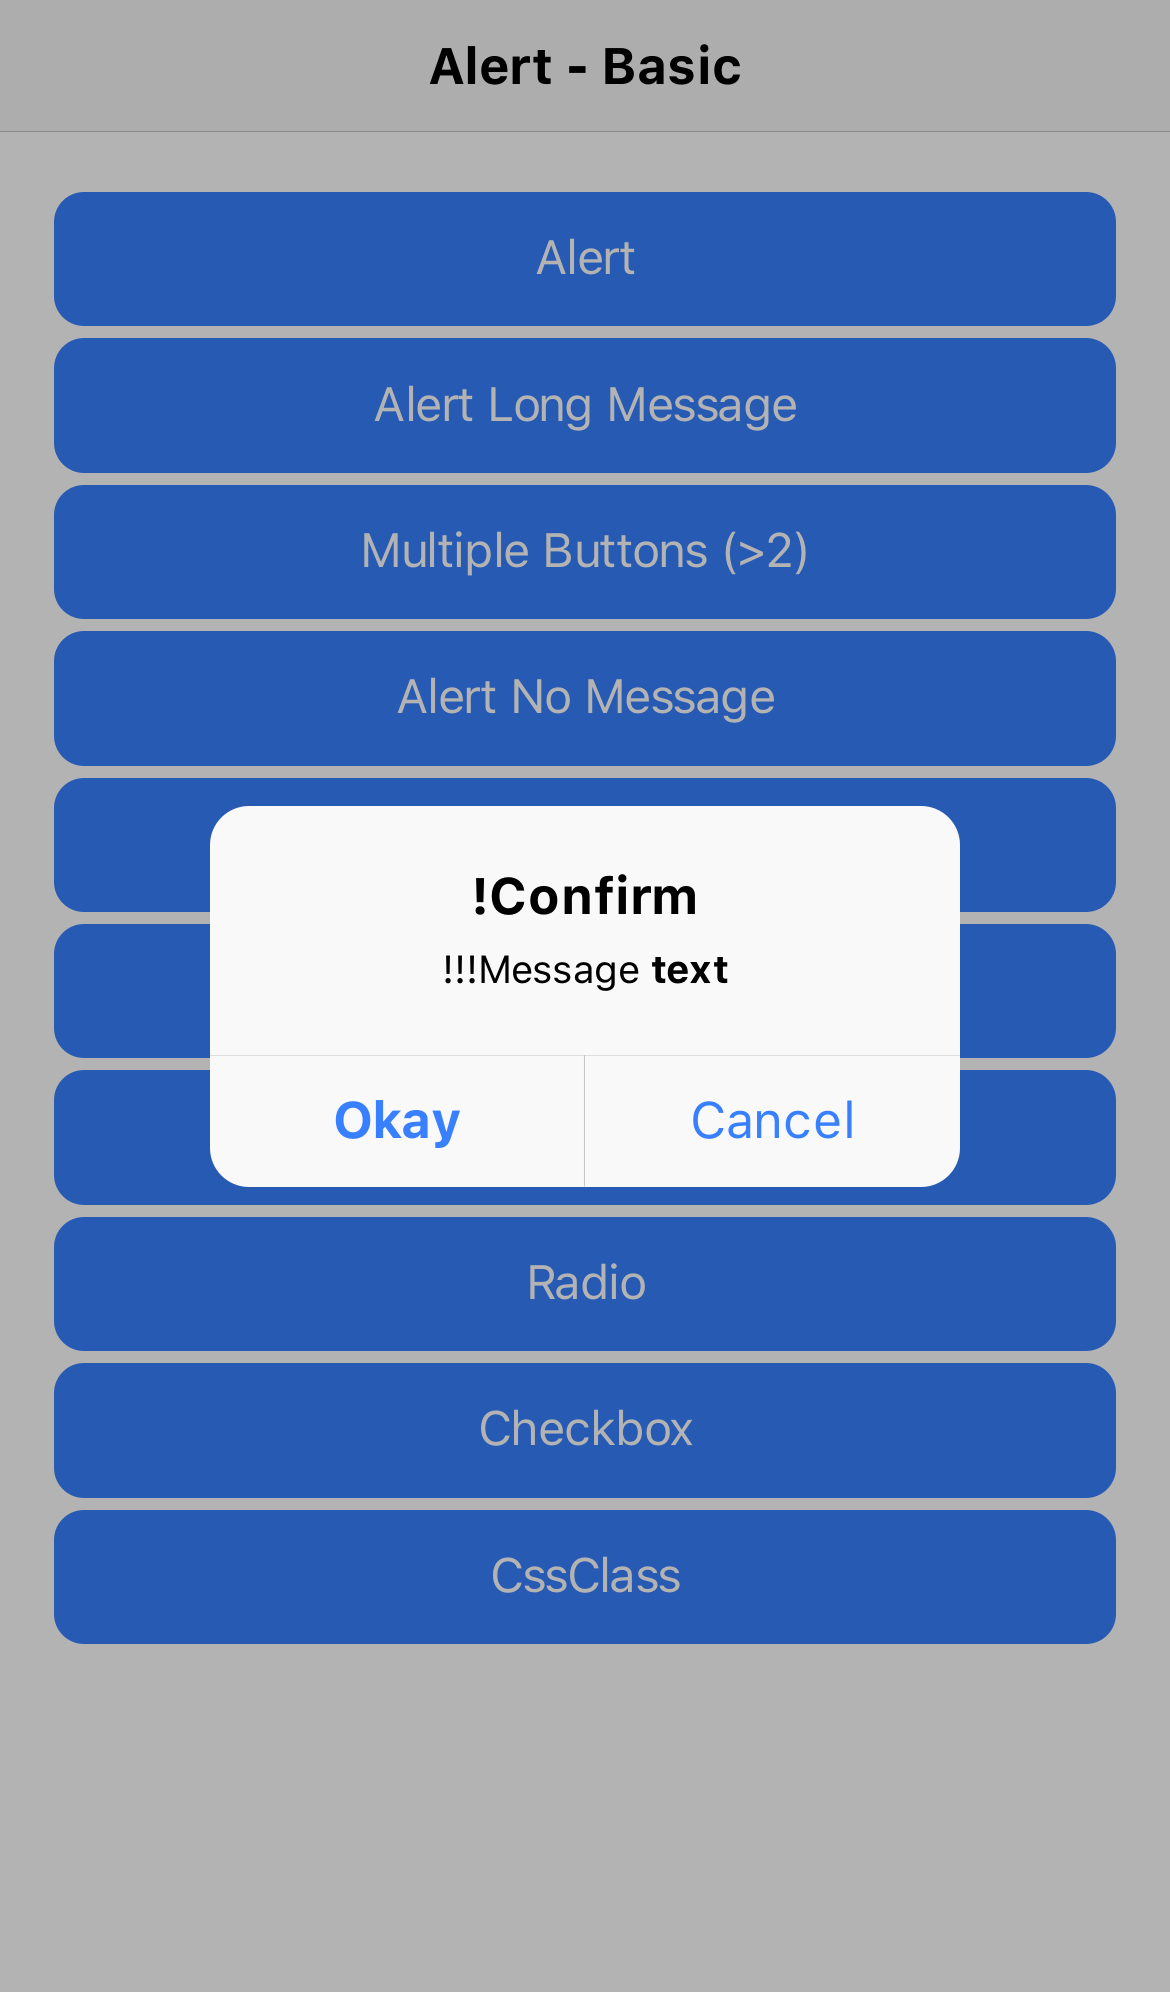 Alert - Basic
Alert
Alert Long Message
Multiple Buttons (>2)
Alert No Message
!Confirm
!!!Message text
Okay
Cancel
Radio
Checkbox
CssClass